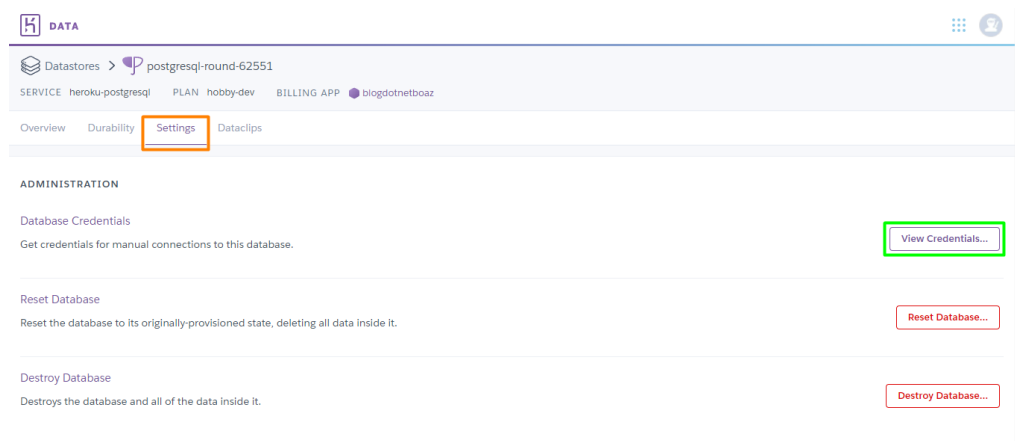 DATA
Datastores > postgresql-round-62551
SERVICE heroku-postgresql PLAN hobby-dev BILLING APP blogdotnetboaz
Overview Durability Settings Dataclips
ADMINISTRATION
Database Credentials
Get credentials for manual connections to this database.
View Credentials...
Reset Database
Reset the database to its originally-provisioned state, deleting all data inside it.
Reset Database...
Destroy Database
Destroys the database and all of the data inside it.
Destroy Database...